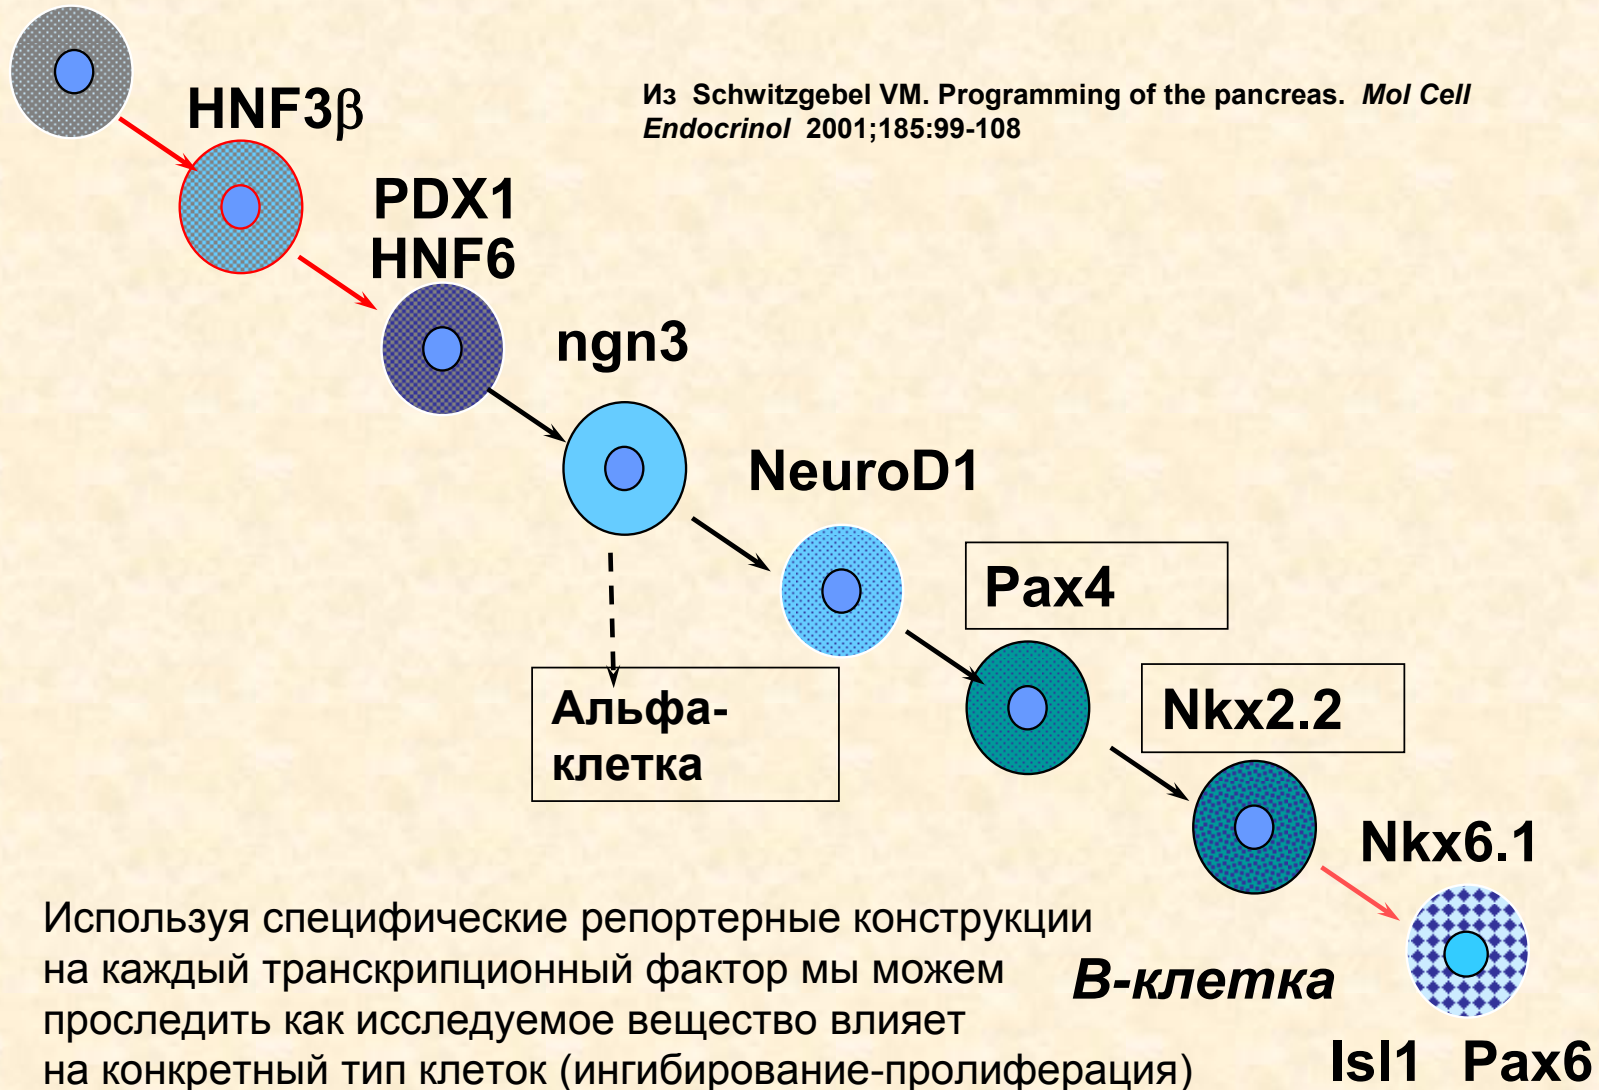 HNF3β
Из Schwitzgebel VM. Programming of the pancreas. Mol Cell
Endocrinol 2001;185:99-108
PDX1
HNF6
ngn3
NeuroD1
Pax4
Альфа-
клетка
Nkx2.2
Nkx6.1
Используя специфические репортерные конструкции
на каждый транскрипционный фактор мы можем
проследить как исследуемое вещество влияет
на конкретный тип клеток (ингибирование-пролиферация)
В-клетка
Isl1 Pax6